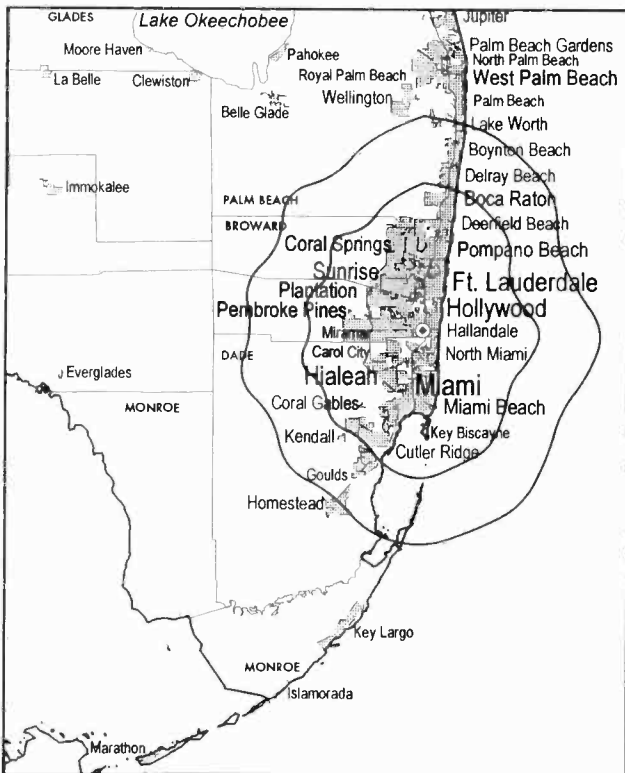 GLADES
Lake Okeechobee
Jupiter
Moore Haven
Pahokee
Palm Beach Gardens
North Palm Beach
La Belle
Clewiston
Royal Palm Beach
West Palm Beach
Wellington
Palm Beach
Belle Glade
Lake Worth
Boynton Beach
Immokalee
Delray Beach
PALM BEACH
Boca Raton
BROWARD
Deerfield Beach
Coral Springs
Pompano Beach
Sunrise
Ft. Lauderdale
Plantation
Pembroke Pines
Hollywood
Miramar
Hallandale
DADE
Carol City
North Miami
Everglades
Hialeah
Miami
MONROE
Coral Gables
Miami Beach
Kendall
Key Biscayne
Cutler Ridge
Goulds
Homestead
Key Largo
MONROE
Islamorada
Marathon